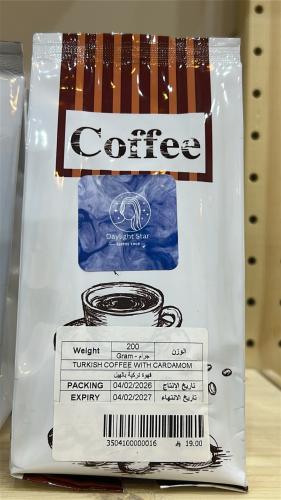 Coffee
Daylight Star
Weight 200 الوزن
Gram - جرام
TURKISH COFFEE WITH CARDAMOM
قهوة تركية بالهيل
PACKING 04/02/2026 تاريخ الانتاج
EXPIRY 04/02/2027 تاريخ الانتهاء
3504100000016 19.00